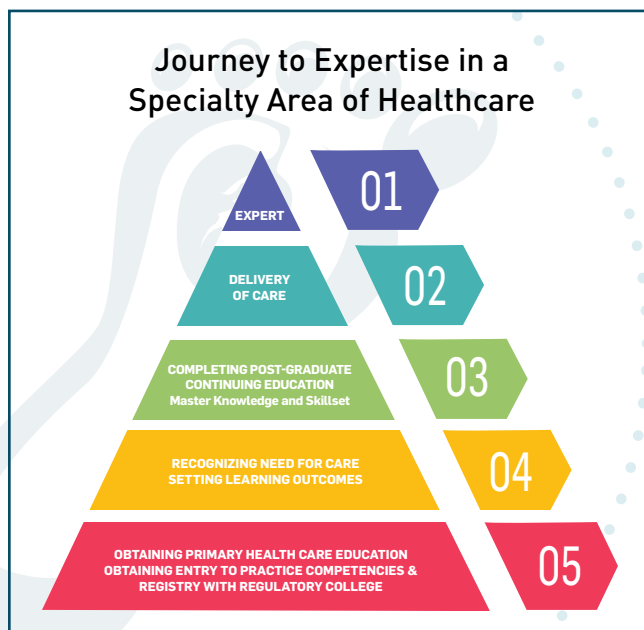 Journey to Expertise in a
Specialty Area of Healthcare
EXPERT
01
DELIVERY
OF CARE
02
COMPLETING POST-GRADUATE
CONTINUING EDUCATION
Master Knowledge and Skillset
03
RECOGNIZING NEED FOR CARE
SETTING LEARNING OUTCOMES
04
OBTAINING PRIMARY HEALTH CARE EDUCATION
OBTAINING ENTRY TO PRACTICE COMPETENCIES &
REGISTRY WITH REGULATORY COLLEGE
05